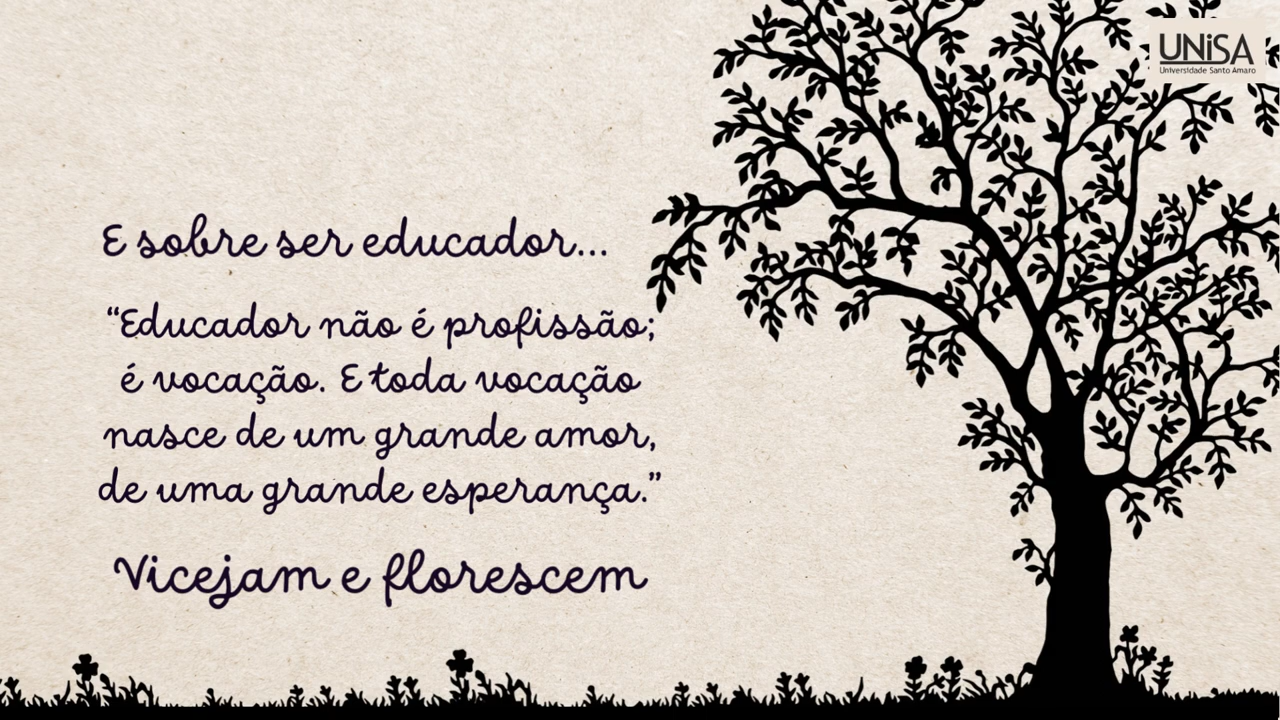 UNiSA
Universidade Santo Amaro
E sobre ser educador...
“Educador não é profissão;
é vocação. E toda vocação
nasce de um grande amor,
de uma grande esperança.”
Vicejam e florescem